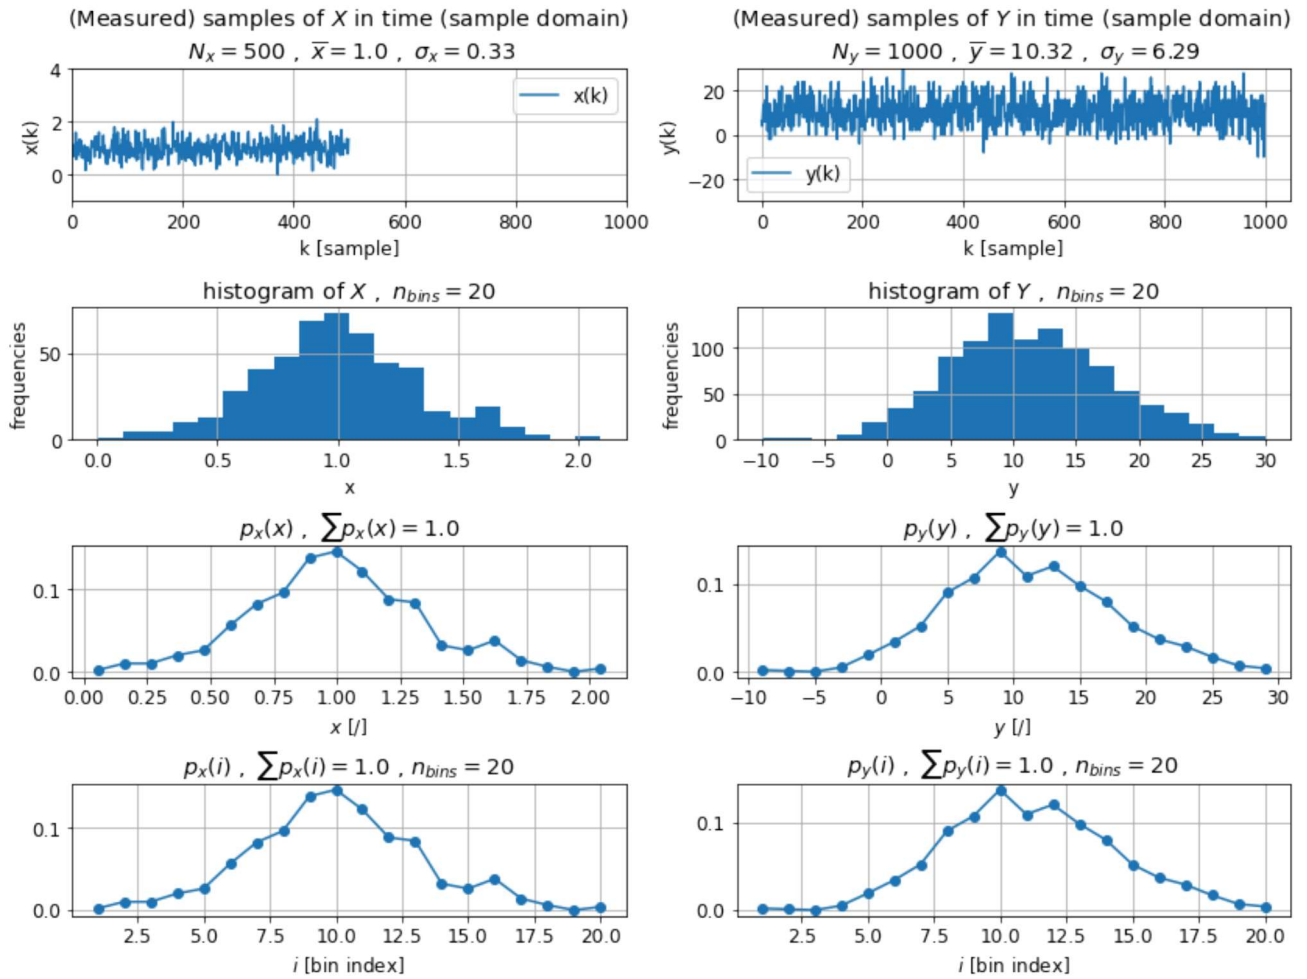 (Measured) samples of X in time (sample domain)
N_x = 500 , x̅ = 1.0 , σ_x = 0.33
4
2
0
x(k)
x(k)
0 200 400 600 800 1000
k [sample]
(Measured) samples of Y in time (sample domain)
N_y = 1000 , y̅ = 10.32 , σ_y = 6.29
20
0
−20
y(k)
y(k)
0 200 400 600 800 1000
k [sample]
histogram of X , n_bins = 20
50
0
frequencies
0.0 0.5 1.0 1.5 2.0
x
histogram of Y , n_bins = 20
100
50
0
frequencies
−10 −5 0 5 10 15 20 25 30
y
p_x(x) , ∑p_x(x) = 1.0
0.1
0.0
0.00 0.25 0.50 0.75 1.00 1.25 1.50 1.75 2.00
x [/]
p_y(y) , ∑p_y(y) = 1.0
0.1
0.0
−10 −5 0 5 10 15 20 25 30
y [/]
p_x(i) , ∑p_x(i) = 1.0 , n_bins = 20
0.1
0.0
2.5 5.0 7.5 10.0 12.5 15.0 17.5 20.0
i [bin index]
p_y(i) , ∑p_y(i) = 1.0 , n_bins = 20
0.1
0.0
2.5 5.0 7.5 10.0 12.5 15.0 17.5 20.0
i [bin index]